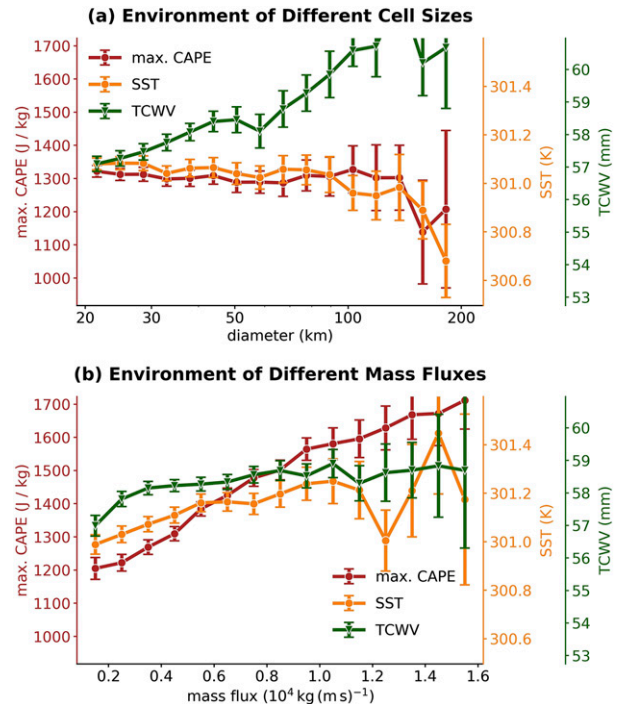 (a) Environment of Different Cell Sizes
max. CAPE
SST
TCWV
1700
1600
1500
1400
1300
1200
1100
1000
max. CAPE (J / kg)
301.4
301.2
301.0
300.8
300.6
SST (K)
60
59
58
57
56
55
54
53
TCWV (mm)
20
30
50
100
200
diameter (km)
(b) Environment of Different Mass Fluxes
1700
1600
1500
1400
1300
1200
1100
1000
max. CAPE (J / kg)
max. CAPE
SST
TCWV
301.4
301.2
301.0
300.8
300.6
SST (K)
60
59
58
57
56
55
54
53
TCWV (mm)
0.2 0.4 0.6 0.8 1.0 1.2 1.4 1.6
mass flux (10⁴ kg (m s)⁻¹)